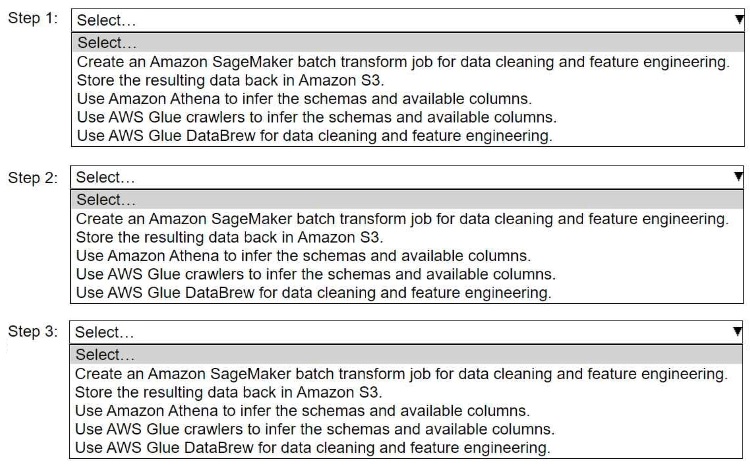 Step 1: Select...
Select...
Create an Amazon SageMaker batch transform job for data cleaning and feature engineering.
Store the resulting data back in Amazon S3.
Use Amazon Athena to infer the schemas and available columns.
Use AWS Glue crawlers to infer the schemas and available columns.
Use AWS Glue DataBrew for data cleaning and feature engineering.
Step 2: Select...
Select...
Create an Amazon SageMaker batch transform job for data cleaning and feature engineering.
Store the resulting data back in Amazon S3.
Use Amazon Athena to infer the schemas and available columns.
Use AWS Glue crawlers to infer the schemas and available columns.
Use AWS Glue DataBrew for data cleaning and feature engineering.
Step 3: Select...
Select...
Create an Amazon SageMaker batch transform job for data cleaning and feature engineering.
Store the resulting data back in Amazon S3.
Use Amazon Athena to infer the schemas and available columns.
Use AWS Glue crawlers to infer the schemas and available columns.
Use AWS Glue DataBrew for data cleaning and feature engineering.